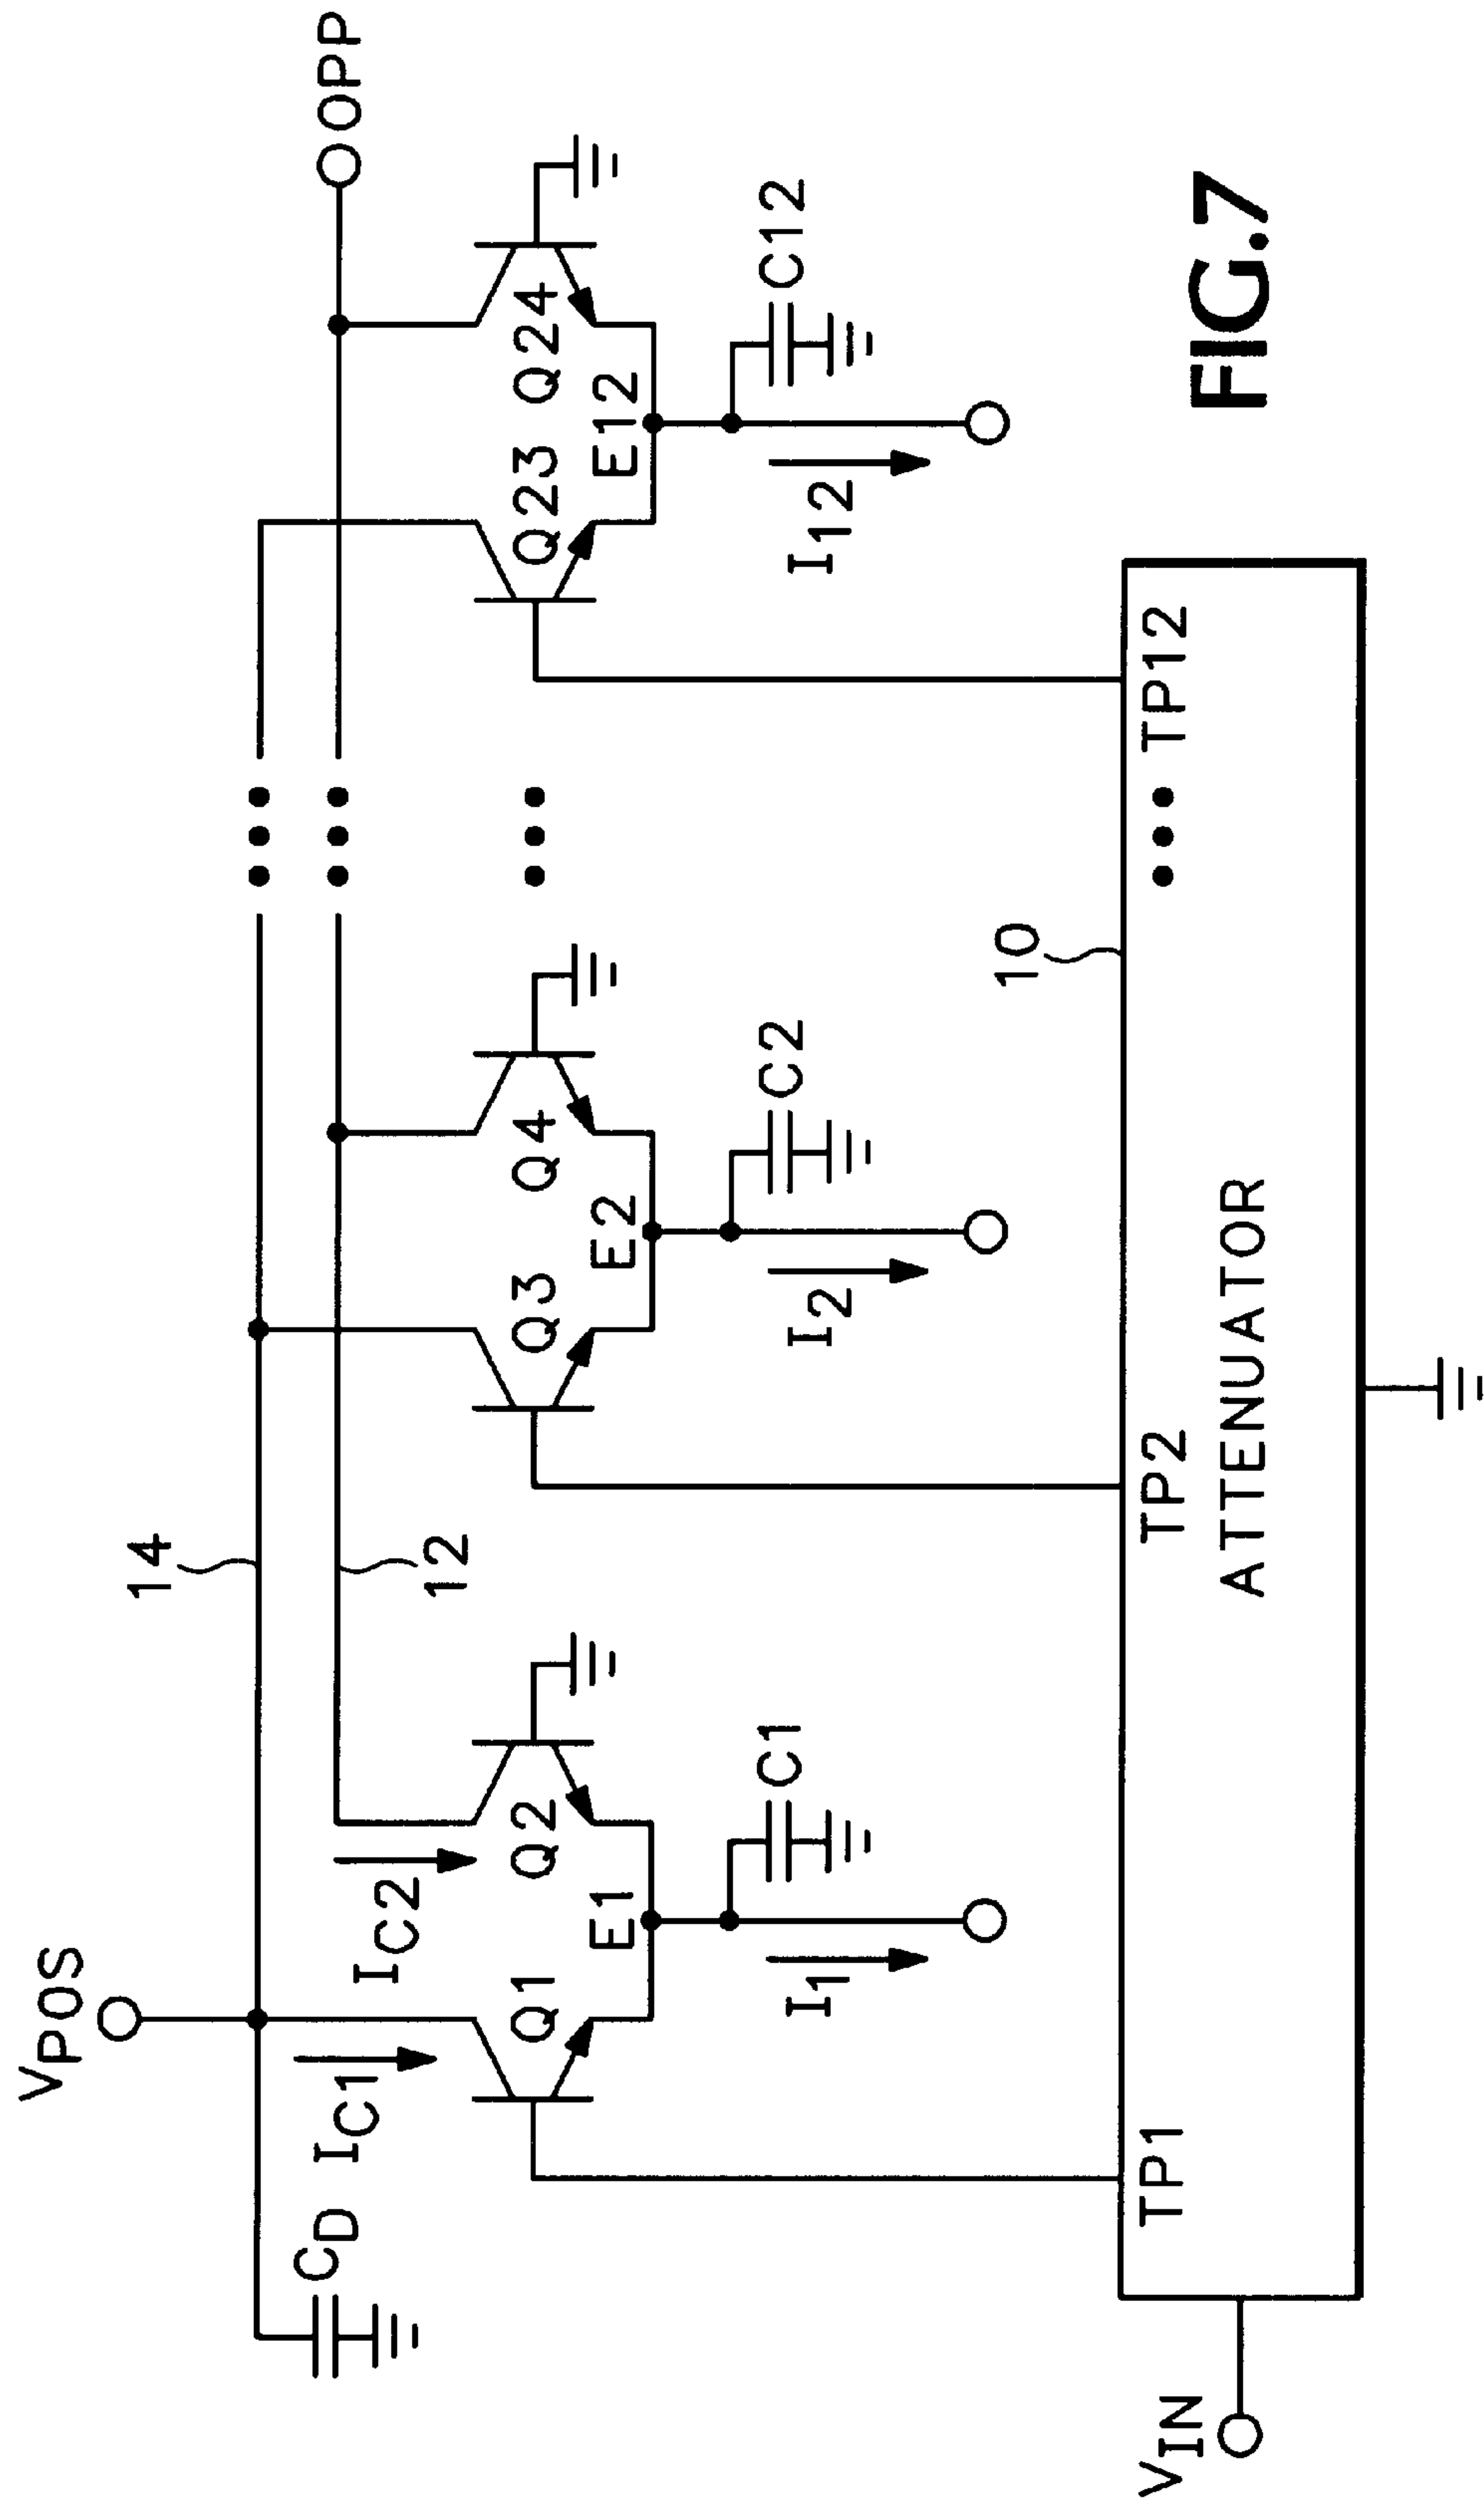 VPOS
14
OPP
CD
IC1
IC2
12
Q1
Q2
Q3
Q4
Q23
Q24
E1
E2
E12
C1
C2
C12
I1
I2
I12
10
VIN
TP1
TP2
TP12
ATTENUATOR
FIG.7